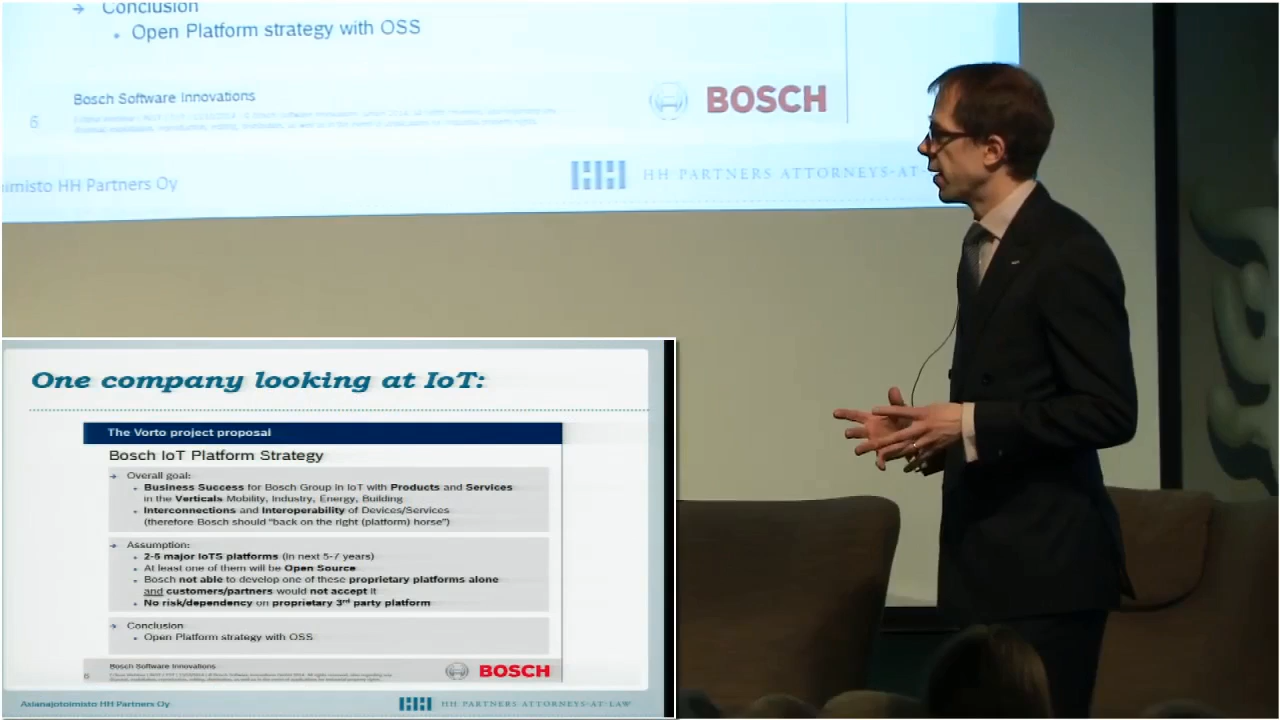 Conclusion
• Open Platform strategy with OSS
Bosch Software Innovations
6
BOSCH
oimisto HH Partners Oy
HH PARTNERS ATTORNEYS-AT-
One company looking at IoT:
The Vorto project proposal
Bosch IoT Platform Strategy
→ Overall goal:
• Business Success for Bosch Group in IoT with Products and Services
in the Verticals Mobility, Industry, Energy, Building
• Interconnections and Interoperability of Devices/Services
(therefore Bosch should "back on the right (platform) horse")
→ Assumption:
• 2-5 major IoTS platforms (in next 5-7 years)
• At least one of them will be Open Source
• Bosch not able to develop one of these proprietary platforms alone
and customers/partners would not accept it
• No risk/dependency on proprietary 3rd party platform
→ Conclusion
• Open Platform strategy with OSS
Bosch Software Innovations
6
BOSCH
Asianajotoimisto HH Partners Oy
HH PARTNERS ATTORNEYS-AT-LAW